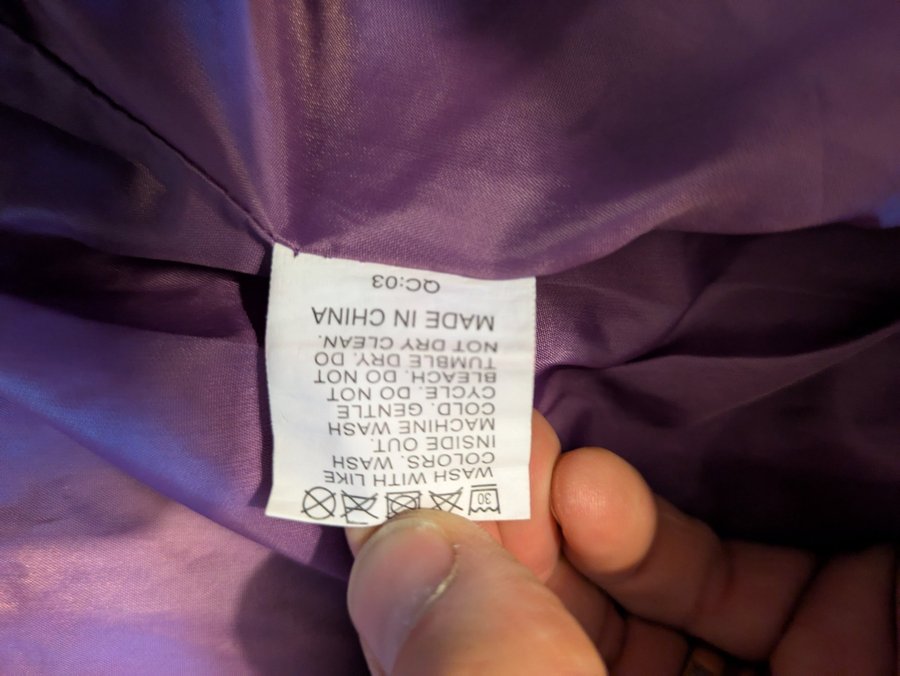 30
WASH WITH LIKE
COLORS. WASH
INSIDE OUT.
MACHINE WASH
COLD. GENTLE
CYCLE. DO NOT
BLEACH. DO NOT
TUMBLE DRY. DO
NOT DRY CLEAN.
MADE IN CHINA
QC:03